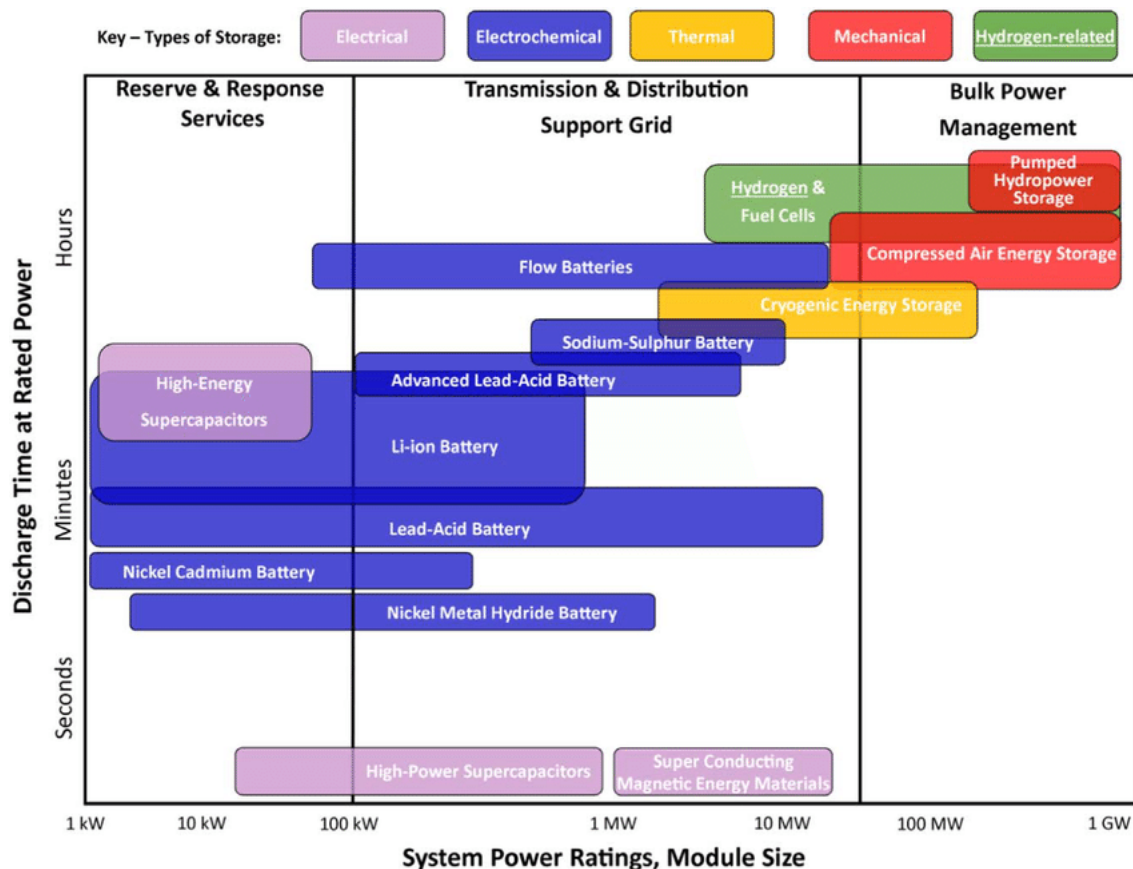 Key – Types of Storage:
Electrical
Electrochemical
Thermal
Mechanical
Hydrogen-related
Reserve & Response
Services
Transmission & Distribution
Support Grid
Bulk Power
Management
Pumped
Hydropower
Storage
Hydrogen &
Fuel Cells
Compressed Air Energy Storage
Flow Batteries
Cryogenic Energy Storage
Sodium-Sulphur Battery
High-Energy
Supercapacitors
Advanced Lead-Acid Battery
Li-ion Battery
Lead-Acid Battery
Nickel Cadmium Battery
Nickel Metal Hydride Battery
High-Power Supercapacitors
Super Conducting
Magnetic Energy Materials
Discharge Time at Rated Power
Hours
Minutes
Seconds
1 kW
10 kW
100 kW
1 MW
10 MW
100 MW
1 GW
System Power Ratings, Module Size